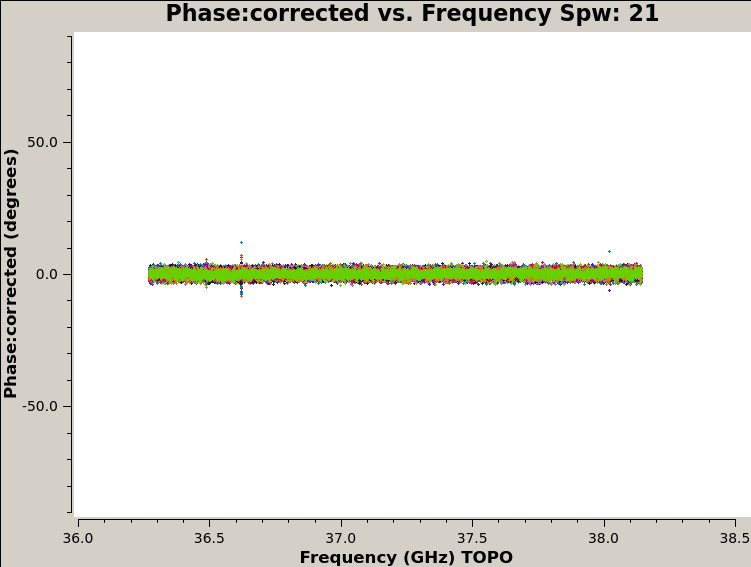 Phase:corrected vs. Frequency Spw: 21
Phase:corrected (degrees)
50.0
0.0
-50.0
36.0 36.5 37.0 37.5 38.0 38.5
Frequency (GHz) TOPO